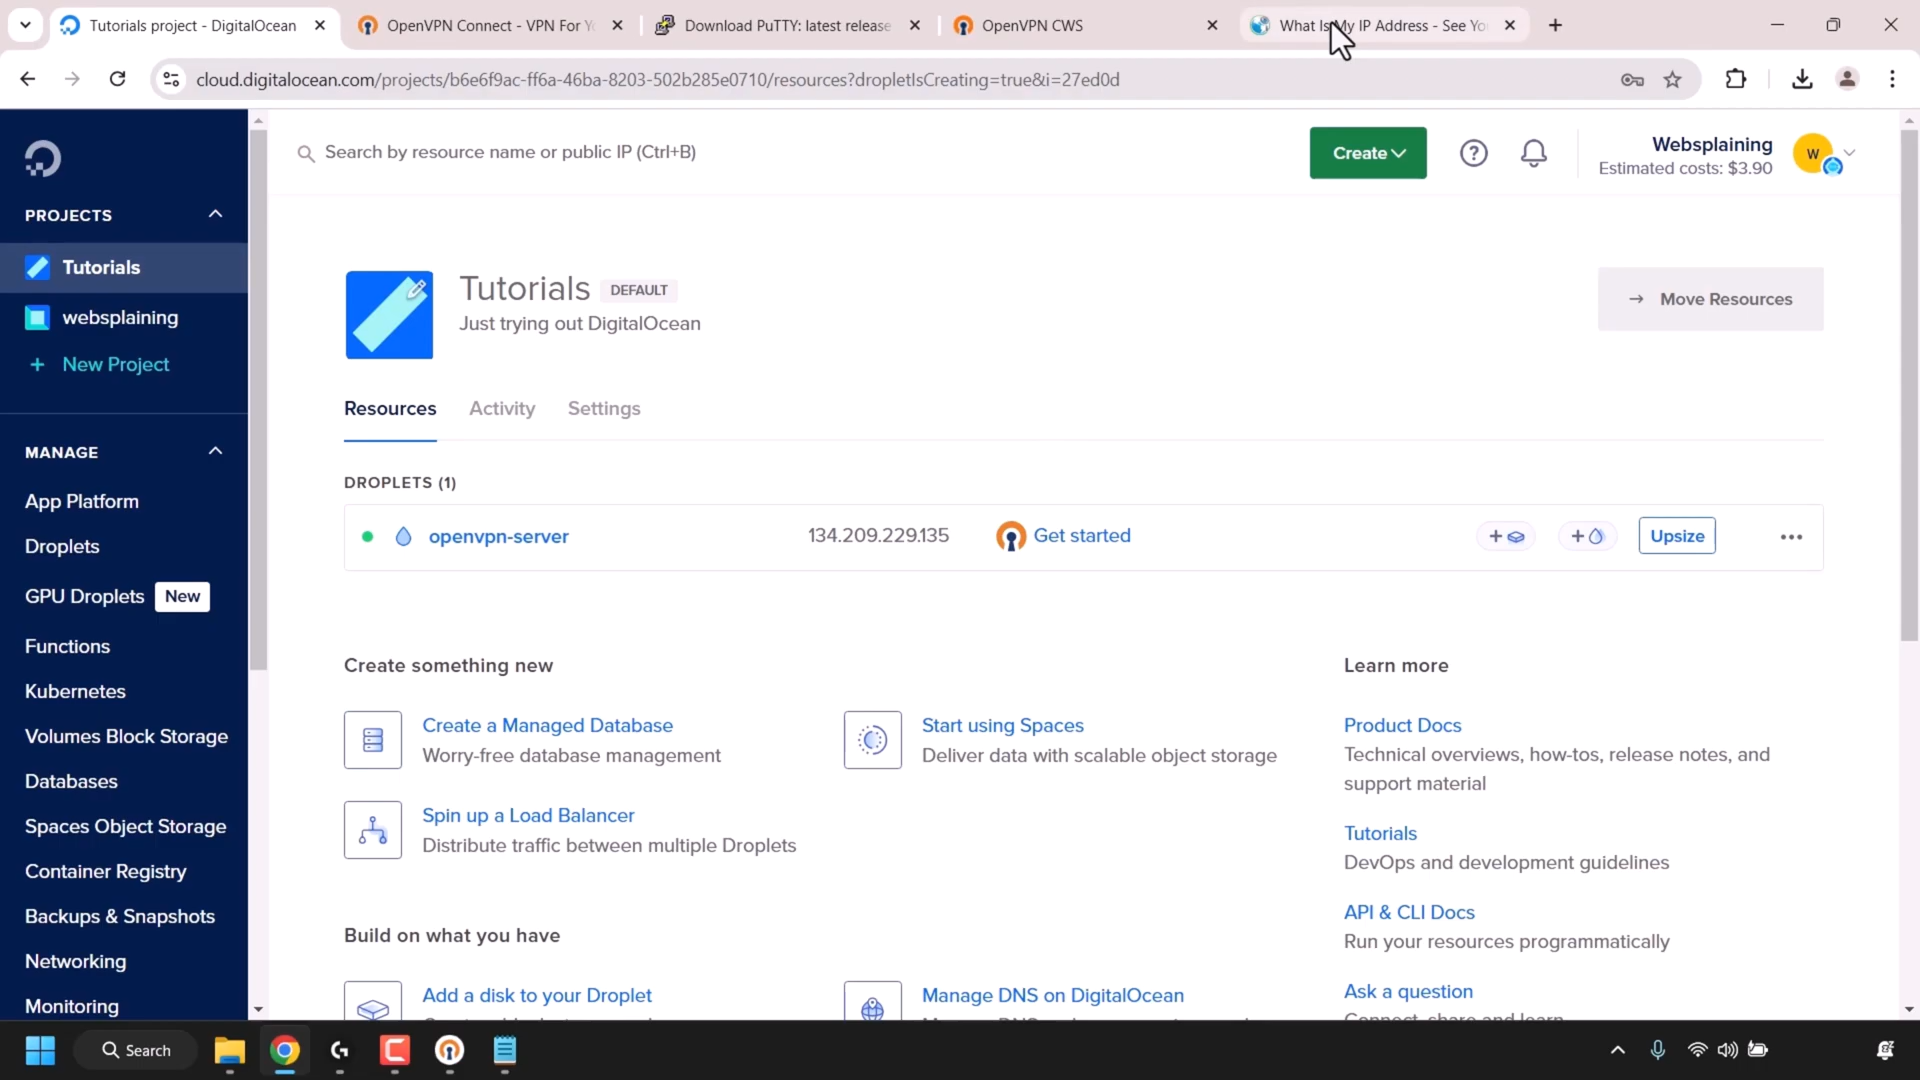 Tutorials project - DigitalOcean
OpenVPN Connect - VPN For Yo
Download PuTTY: latest release
OpenVPN CWS
What Is My IP Address - See Yo
cloud.digitalocean.com/projects/b6e6f9ac-ff6a-46ba-8203-502b285e0710/resources?dropletIsCreating=true&i=27ed0d
Search by resource name or public IP (Ctrl+B)
Create
Websplaining
Estimated costs: $3.90
W
PROJECTS
Tutorials
websplaining
+ New Project
MANAGE
App Platform
Droplets
GPU Droplets New
Functions
Kubernetes
Volumes Block Storage
Databases
Spaces Object Storage
Container Registry
Backups & Snapshots
Networking
Monitoring
Tutorials DEFAULT
Just trying out DigitalOcean
→ Move Resources
Resources Activity Settings
DROPLETS (1)
openvpn-server 134.209.229.135 Get started + + Upsize
Create something new
Create a Managed Database
Worry-free database management
Start using Spaces
Deliver data with scalable object storage
Spin up a Load Balancer
Distribute traffic between multiple Droplets
Build on what you have
Add a disk to your Droplet
Manage DNS on DigitalOcean
Learn more
Product Docs
Technical overviews, how-tos, release notes, and
support material
Tutorials
DevOps and development guidelines
API & CLI Docs
Run your resources programmatically
Ask a question
Search